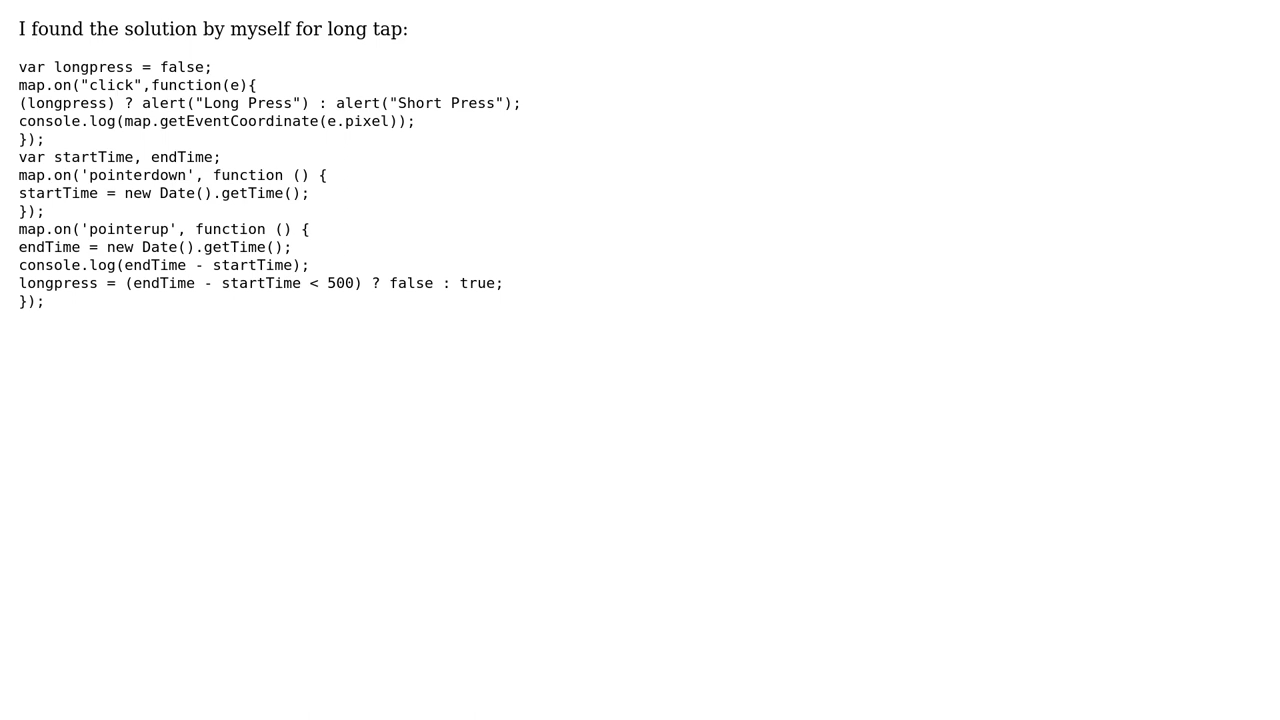 I found the solution by myself for long tap:
var longpress = false;
map.on("click",function(e){
(longpress) ? alert("Long Press") : alert("Short Press");
console.log(map.getEventCoordinate(e.pixel));
});
var startTime, endTime;
map.on('pointerdown', function () {
startTime = new Date().getTime();
});
map.on('pointerup', function () {
endTime = new Date().getTime();
console.log(endTime - startTime);
longpress = (endTime - startTime < 500) ? false : true;
});